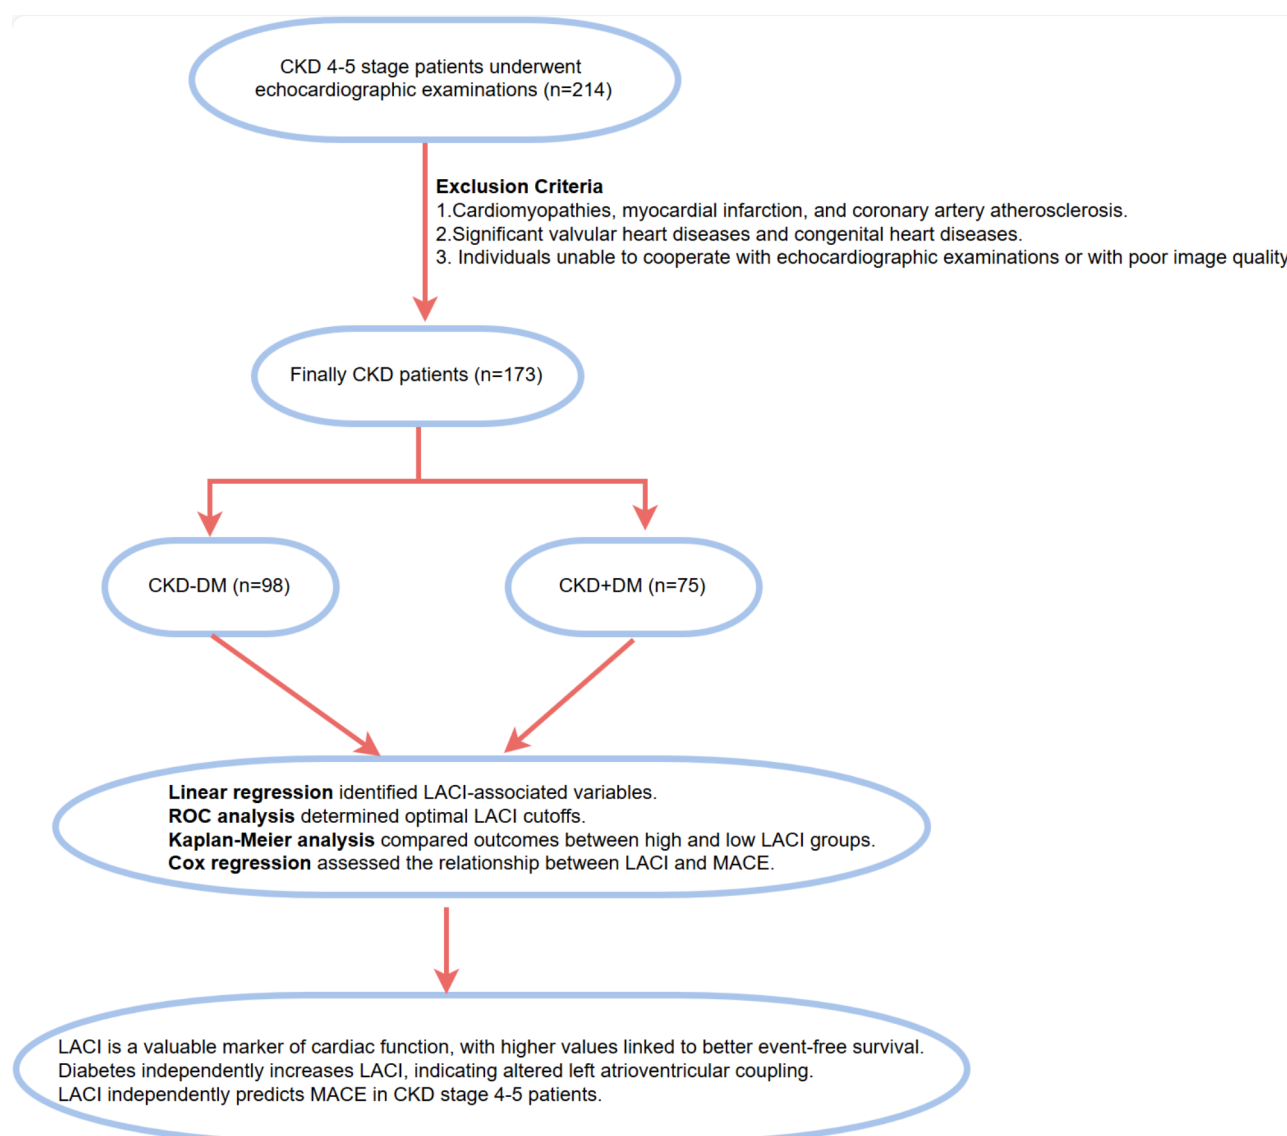 CKD 4-5 stage patients underwent
echocardiographic examinations (n=214)
Exclusion Criteria
1.Cardiomyopathies, myocardial infarction, and coronary artery atherosclerosis.
2.Significant valvular heart diseases and congenital heart diseases.
3. Individuals unable to cooperate with echocardiographic examinations or with poor image quality
Finally CKD patients (n=173)
CKD-DM (n=98)
CKD+DM (n=75)
Linear regression identified LACI-associated variables.
ROC analysis determined optimal LACI cutoffs.
Kaplan-Meier analysis compared outcomes between high and low LACI groups.
Cox regression assessed the relationship between LACI and MACE.
LACI is a valuable marker of cardiac function, with higher values linked to better event-free survival.
Diabetes independently increases LACI, indicating altered left atrioventricular coupling.
LACI independently predicts MACE in CKD stage 4-5 patients.